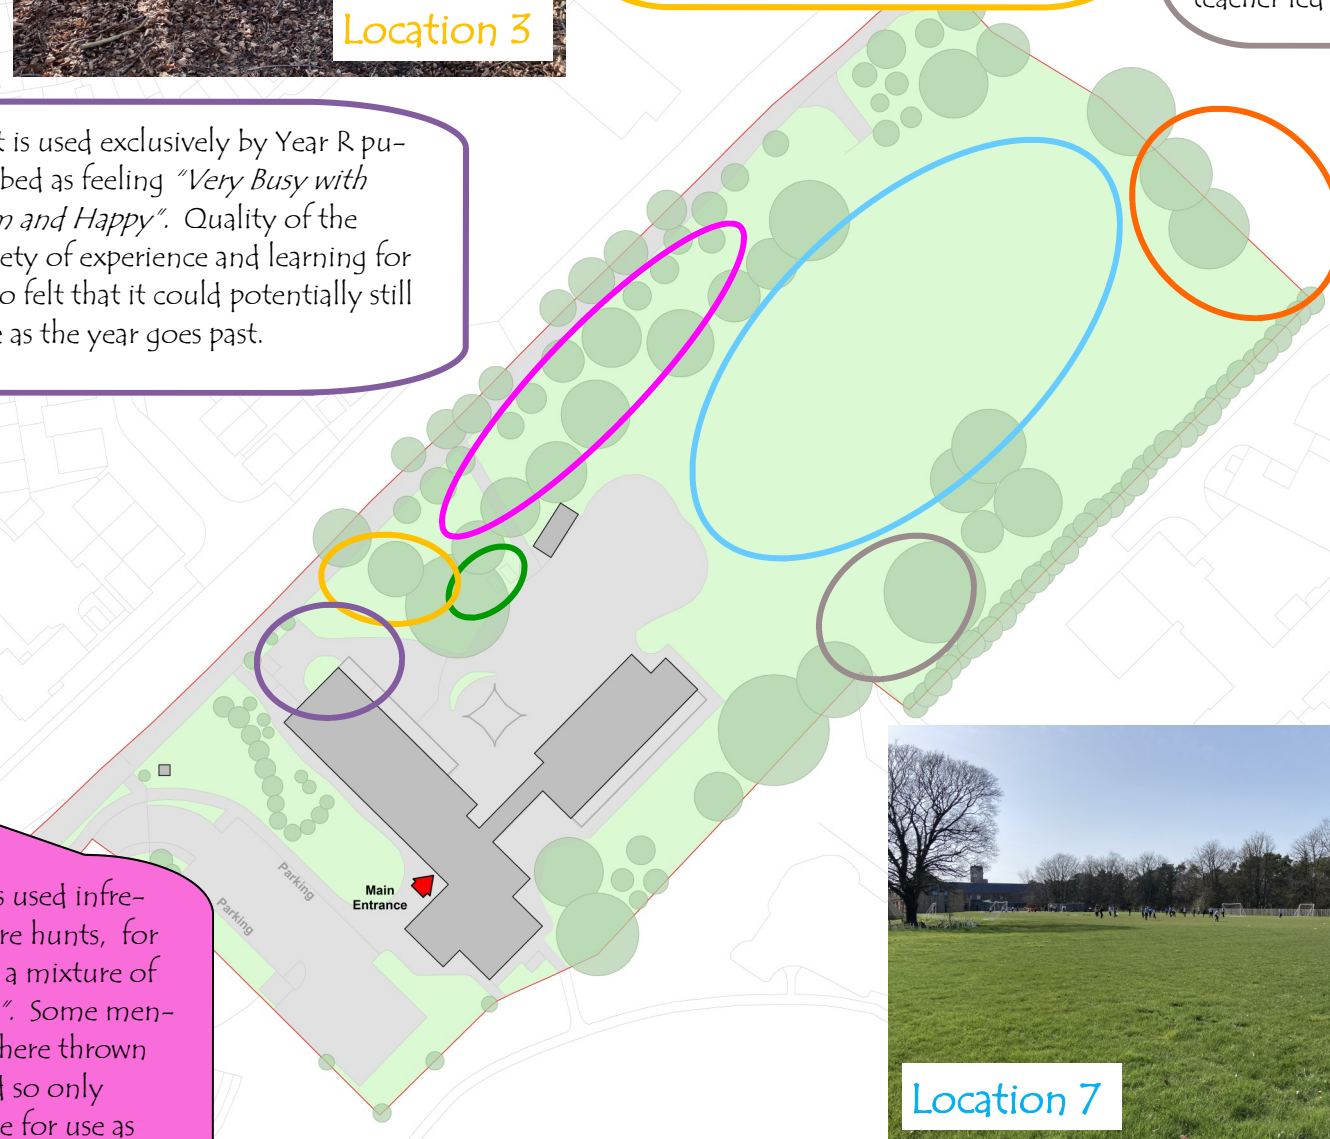 Location 3
teacher led
t is used exclusively by Year R pu-
bed as feeling "Very Busy with
m and Happy". Quality of the
ety of experience and learning for
o felt that it could potentially still
e as the year goes past.
Parking
Parking
Main
Entrance
s used infre-
re hunts, for
a mixture of
". Some men-
here thrown
d so only
e for use as
Location 7